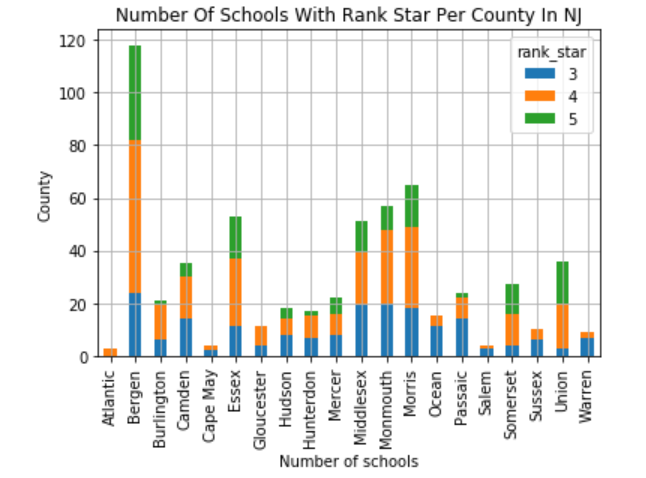 Number Of Schools With Rank Star Per County In NJ
rank_star
3
4
5
120
100
80
60
40
20
0
County
Atlantic
Bergen
Burlington
Camden
Cape May
Essex
Gloucester
Hudson
Hunterdon
Mercer
Middlesex
Monmouth
Morris
Ocean
Passaic
Salem
Somerset
Sussex
Union
Warren
Number of schools